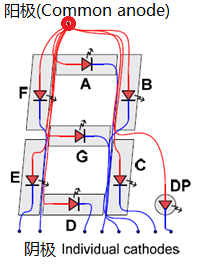 阳极(Common anode)
A
F
B
G
E
C
DP
D
阴极 Individual cathodes